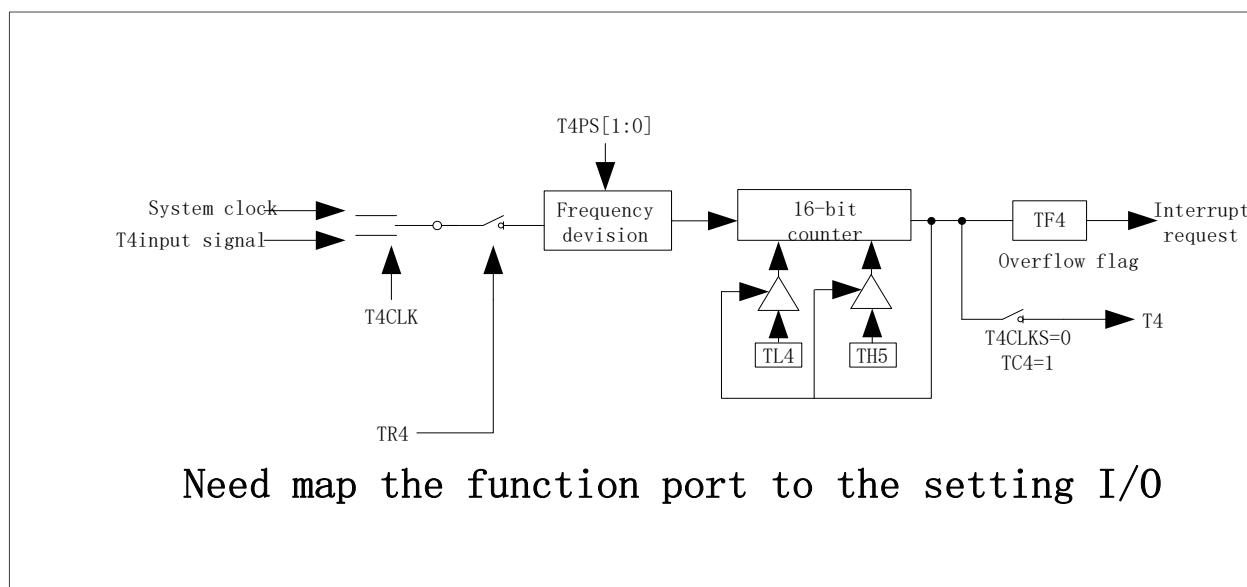 T4PS[1:0]
System clock
T4input signal
T4CLK
TR4
Frequency
devision
16-bit
counter
TL4
TH5
TF4
Overflow flag
Interrupt
request
T4
T4CLKS=0
TC4=1
Need map the function port to the setting I/O